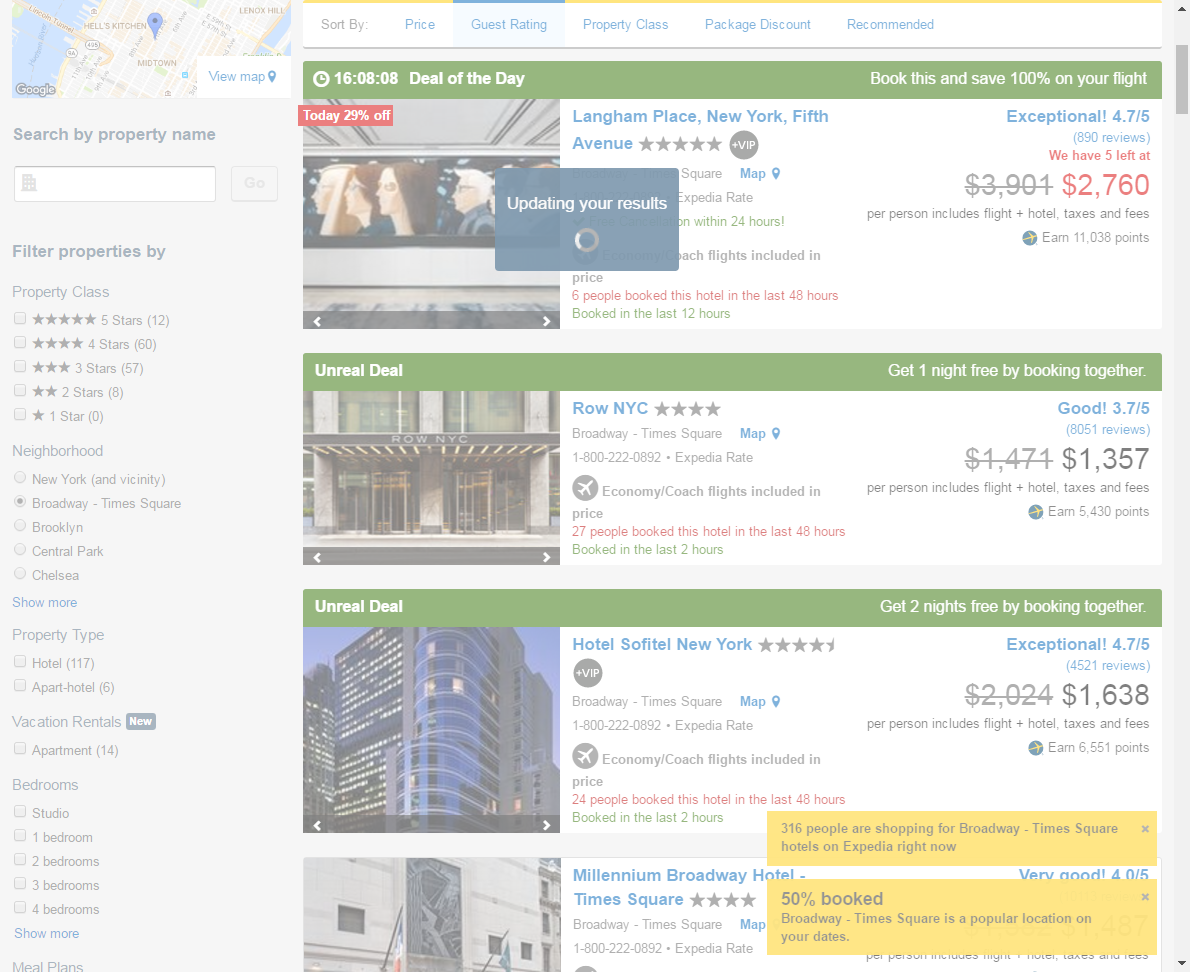 LENOX HILL
HELL'S KITCHEN
495
9A
MIDTOWN
Google
View map
Search by property name
Go
Filter properties by
Property Class
5 Stars (12)
4 Stars (60)
3 Stars (57)
2 Stars (8)
1 Star (0)
Neighborhood
New York (and vicinity)
Broadway - Times Square
Brooklyn
Central Park
Chelsea
Show more
Property Type
Hotel (117)
Apart-hotel (6)
Vacation Rentals New
Apartment (14)
Bedrooms
Studio
1 bedroom
2 bedrooms
3 bedrooms
4 bedrooms
Show more
Meal Plans
Sort By: Price Guest Rating Property Class Package Discount Recommended
16:08:08 Deal of the Day Book this and save 100% on your flight
Today 29% off
Langham Place, New York, Fifth
Avenue +VIP
Broadway - Times Square Map
Expedia Rate
Free Cancellation within 24 hours!
Economy/Coach flights included in
price
6 people booked this hotel in the last 48 hours
Booked in the last 12 hours
Exceptional! 4.7/5
(890 reviews)
We have 5 left at
$3,901 $2,760
per person includes flight + hotel, taxes and fees
Earn 11,038 points
Updating your results
Unreal Deal Get 1 night free by booking together.
ROW NYC
Row NYC
Broadway - Times Square Map
1-800-222-0892 • Expedia Rate
Economy/Coach flights included in
price
27 people booked this hotel in the last 48 hours
Booked in the last 2 hours
Good! 3.7/5
(8051 reviews)
$1,471 $1,357
per person includes flight + hotel, taxes and fees
Earn 5,430 points
Unreal Deal Get 2 nights free by booking together.
Hotel Sofitel New York
+VIP
Broadway - Times Square Map
1-800-222-0892 • Expedia Rate
Economy/Coach flights included in
price
24 people booked this hotel in the last 48 hours
Booked in the last 2 hours
Exceptional! 4.7/5
(4521 reviews)
$2,024 $1,638
per person includes flight + hotel, taxes and fees
Earn 6,551 points
Millennium Broadway Hotel -
Times Square
Broadway - Times Square Map
1-800-222-0892 • Expedia Rate
Very good! 4.0/5
per person includes flight + hotel, taxes and fees
316 people are shopping for Broadway - Times Square
hotels on Expedia right now
50% booked
Broadway - Times Square is a popular location on
your dates.